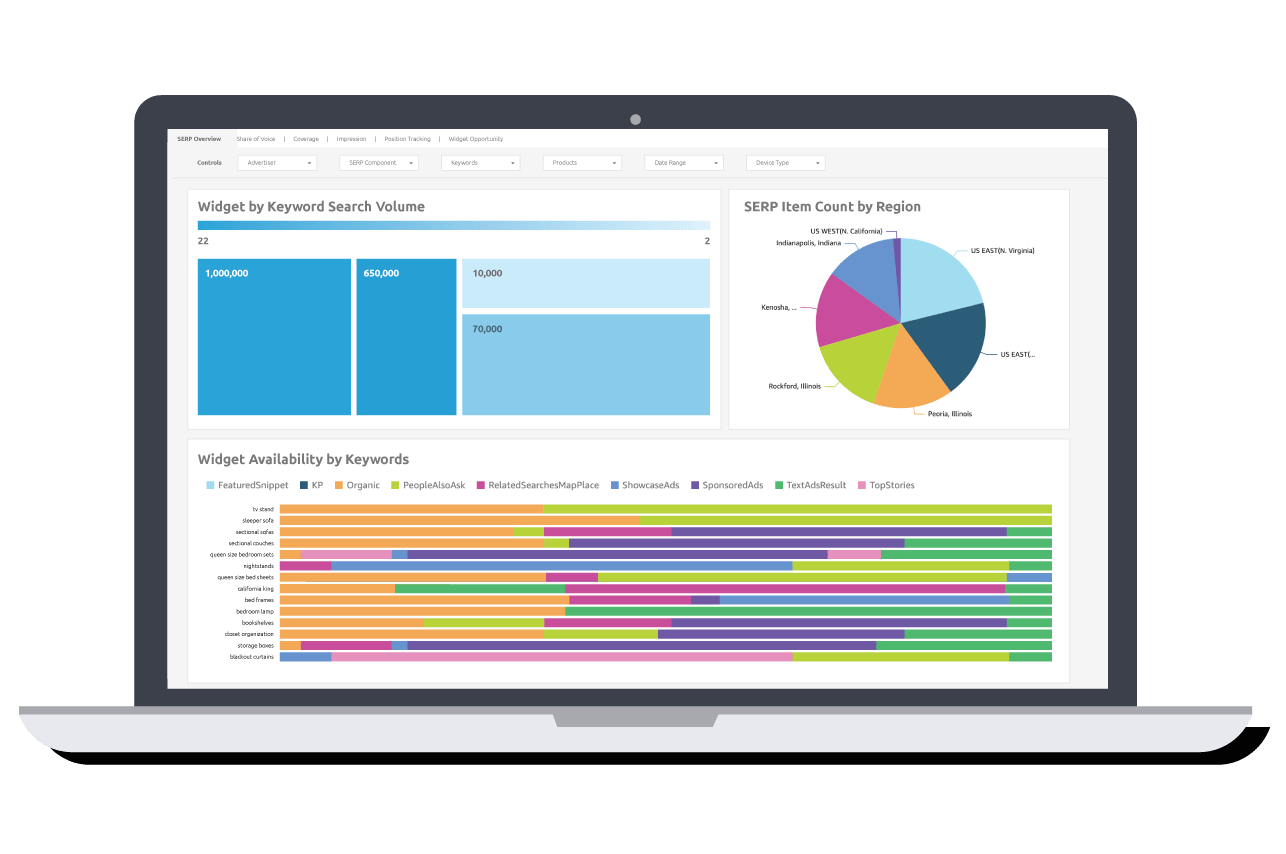 SERP Overview Share of Voice | Coverage | Impression | Position Tracking | Widget Opportunity
Controls Advertiser SERP Component Keywords Products Date Range Device Type
Widget by Keyword Search Volume
22 2
1,000,000 650,000 10,000
70,000
SERP Item Count by Region
US WEST(N. California)
Indianapolis, Indiana
US EAST(N. Virginia)
Kenosha, ...
US EAST(...
Rockford, Illinois
Peoria, Illinois
Widget Availability by Keywords
FeaturedSnippet KP Organic PeopleAlsoAsk RelatedSearchesMapPlace ShowcaseAds SponsoredAds TextAdsResult TopStories
tv stand
sleeper sofa
sectional sofas
sectional couches
queen size bedroom sets
nightstands
queen size bed sheets
california king
bed frames
bedroom lamp
bookshelves
closet organization
storage boxes
blackout curtains